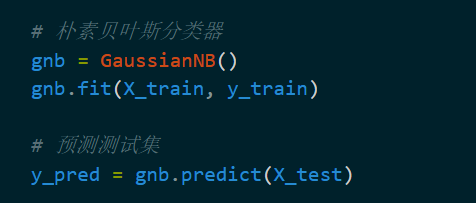 # 朴素贝叶斯分类器
gnb = GaussianNB()
gnb.fit(X_train, y_train)
# 预测测试集
y_pred = gnb.predict(X_test)